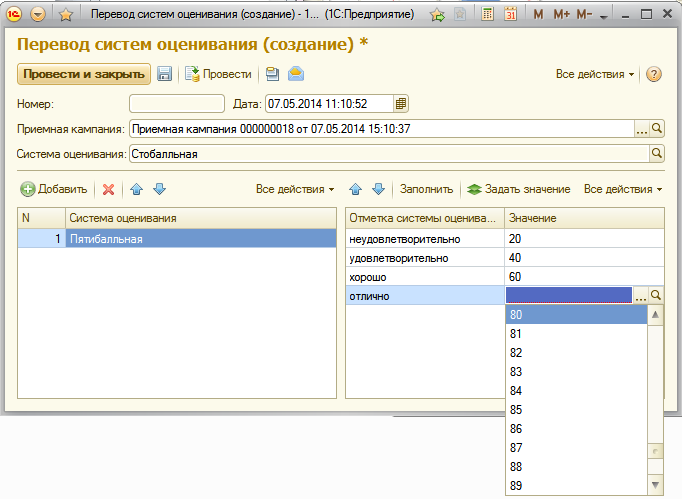 Перевод систем оценивания (создание) - 1... (1С:Предприятие)
M M+ M-
Перевод систем оценивания (создание) *
Провести и закрыть Провести Все действия
Номер: Дата: 07.05.2014 11:10:52
Приемная кампания: Приемная кампания 000000018 от 07.05.2014 15:10:37 ...
Система оценивания: Стобалльная
Добавить Все действия Заполнить Задать значение Все действия
N Система оценивания Отметка системы оценива... Значение
1 Пятибалльная неудовлетворительно 20
удовлетворительно 40
хорошо 60
отлично ...
80
81
82
83
84
85
86
87
88
89